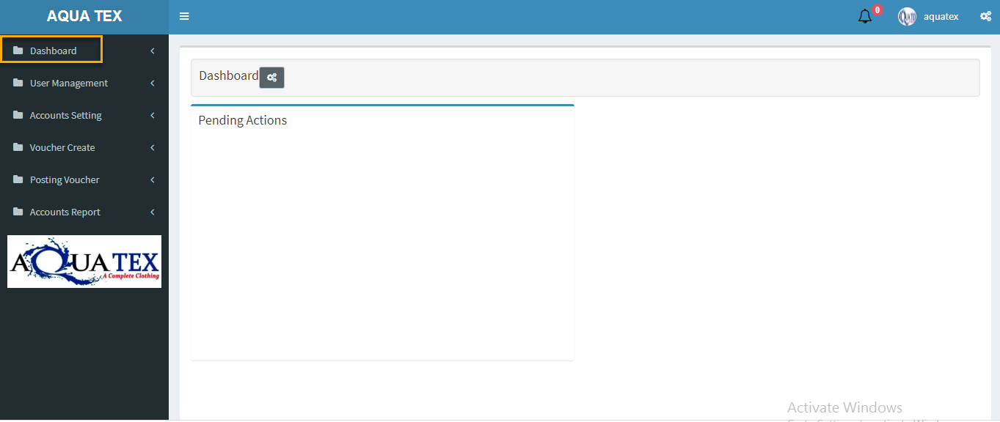 AQUA TEX
0
aquatex
Dashboard
User Management
Accounts Setting
Voucher Create
Posting Voucher
Accounts Report
AQUA TEX
A Complete Clothing
Dashboard
Pending Actions
Activate Windows